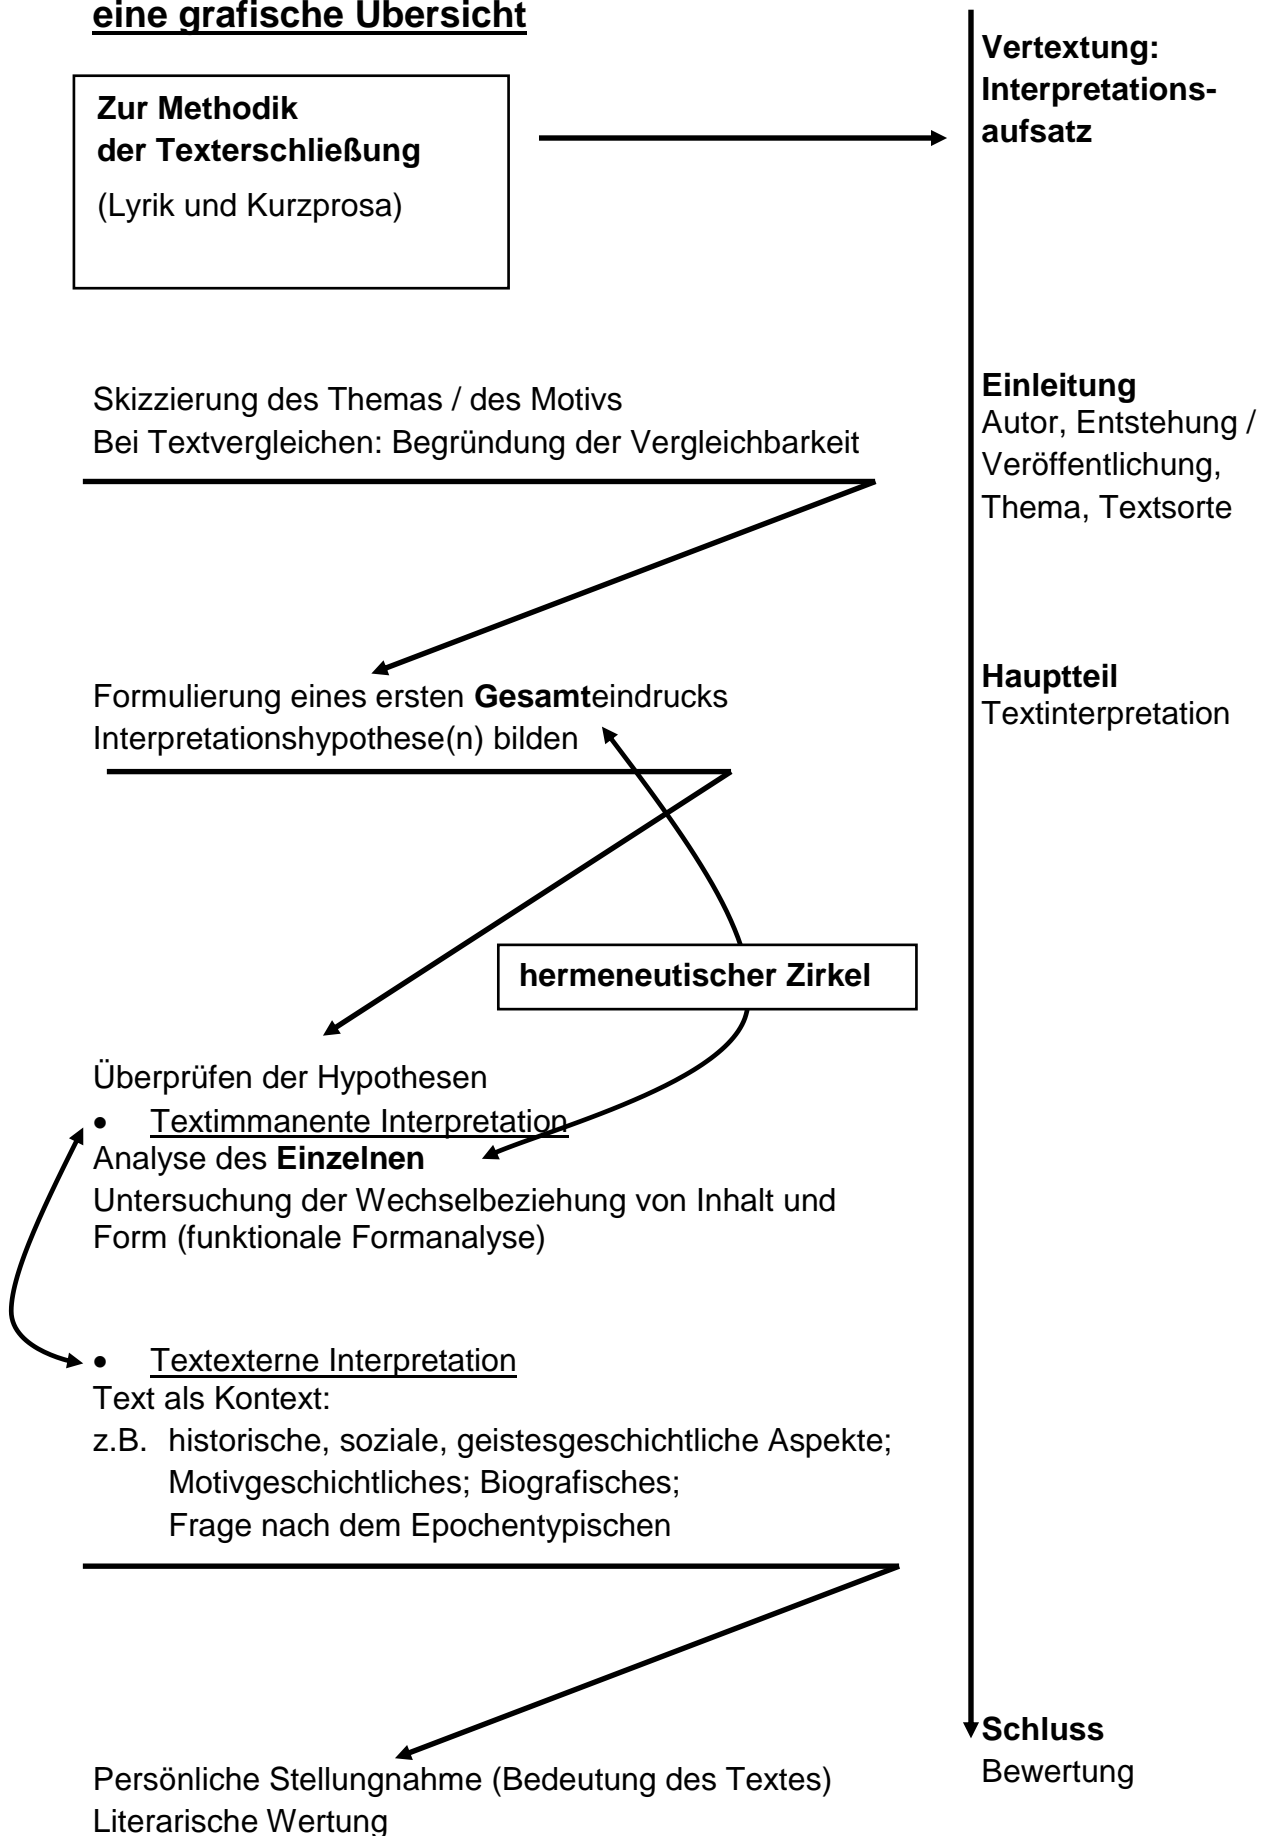 eine grafische Übersicht
Zur Methodik
der Texterschließung
(Lyrik und Kurzprosa)
Vertextung:
Interpretations-
aufsatz
Skizzierung des Themas / des Motivs
Bei Textvergleichen: Begründung der Vergleichbarkeit
Einleitung
Autor, Entstehung /
Veröffentlichung,
Thema, Textsorte
Formulierung eines ersten Gesamteindrucks
Interpretationshypothese(n) bilden
Hauptteil
Textinterpretation
hermeneutischer Zirkel
Überprüfen der Hypothesen
• Textimmanente Interpretation
Analyse des Einzelnen
Untersuchung der Wechselbeziehung von Inhalt und
Form (funktionale Formanalyse)
• Textexterne Interpretation
Text als Kontext:
z.B. historische, soziale, geistesgeschichtliche Aspekte;
Motivgeschichtliches; Biografisches;
Frage nach dem Epochentypischen
Persönliche Stellungnahme (Bedeutung des Textes)
Literarische Wertung
Schluss
Bewertung